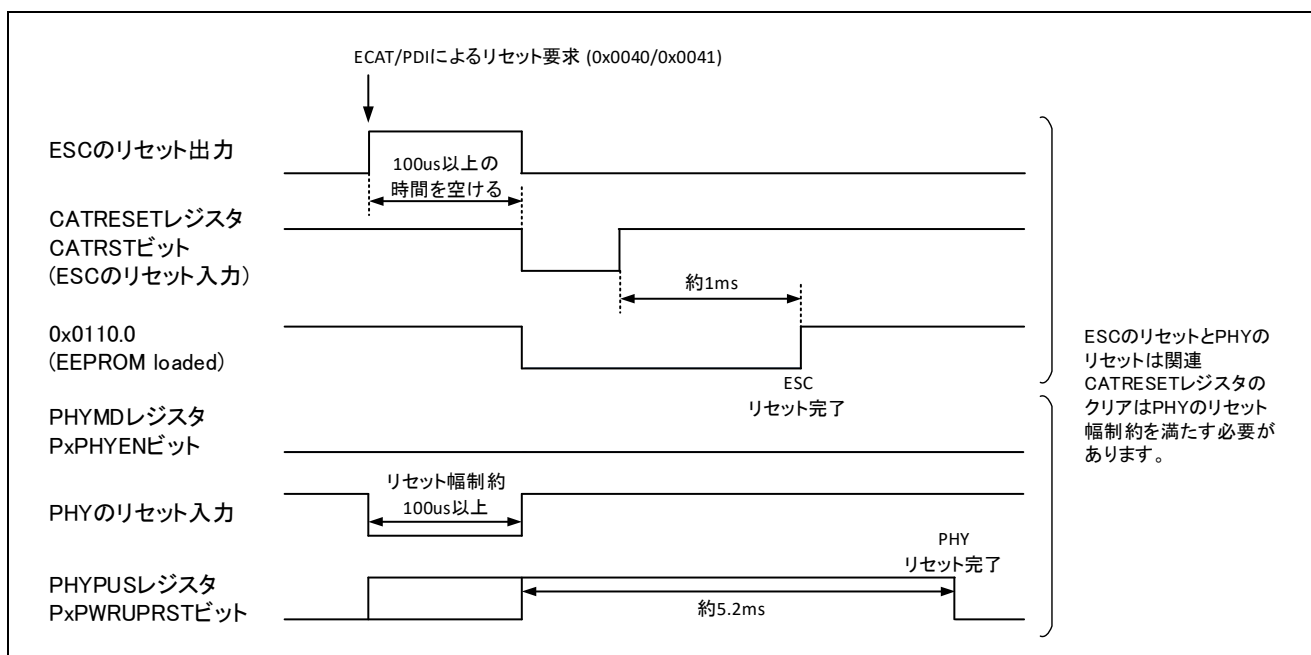 ECAT/PDIによるリセット要求 (0x0040/0x0041)
ESCのリセット出力
100us以上の
時間を空ける
CATRESETレジスタ
CATRSTビット
(ESCのリセット入力)
約1ms
0x0110.0
(EEPROM loaded)
ESC
リセット完了
PHYMDレジスタ
PxPHYENビット
リセット幅制約
100us以上
PHYのリセット入力
PHY
リセット完了
PHYPUSレジスタ
PxPWRUPRSTビット
約5.2ms
ESCのリセットとPHYの
リセットは関連
CATRESETレジスタの
クリアはPHYのリセット
幅制約を満たす必要が
あります。